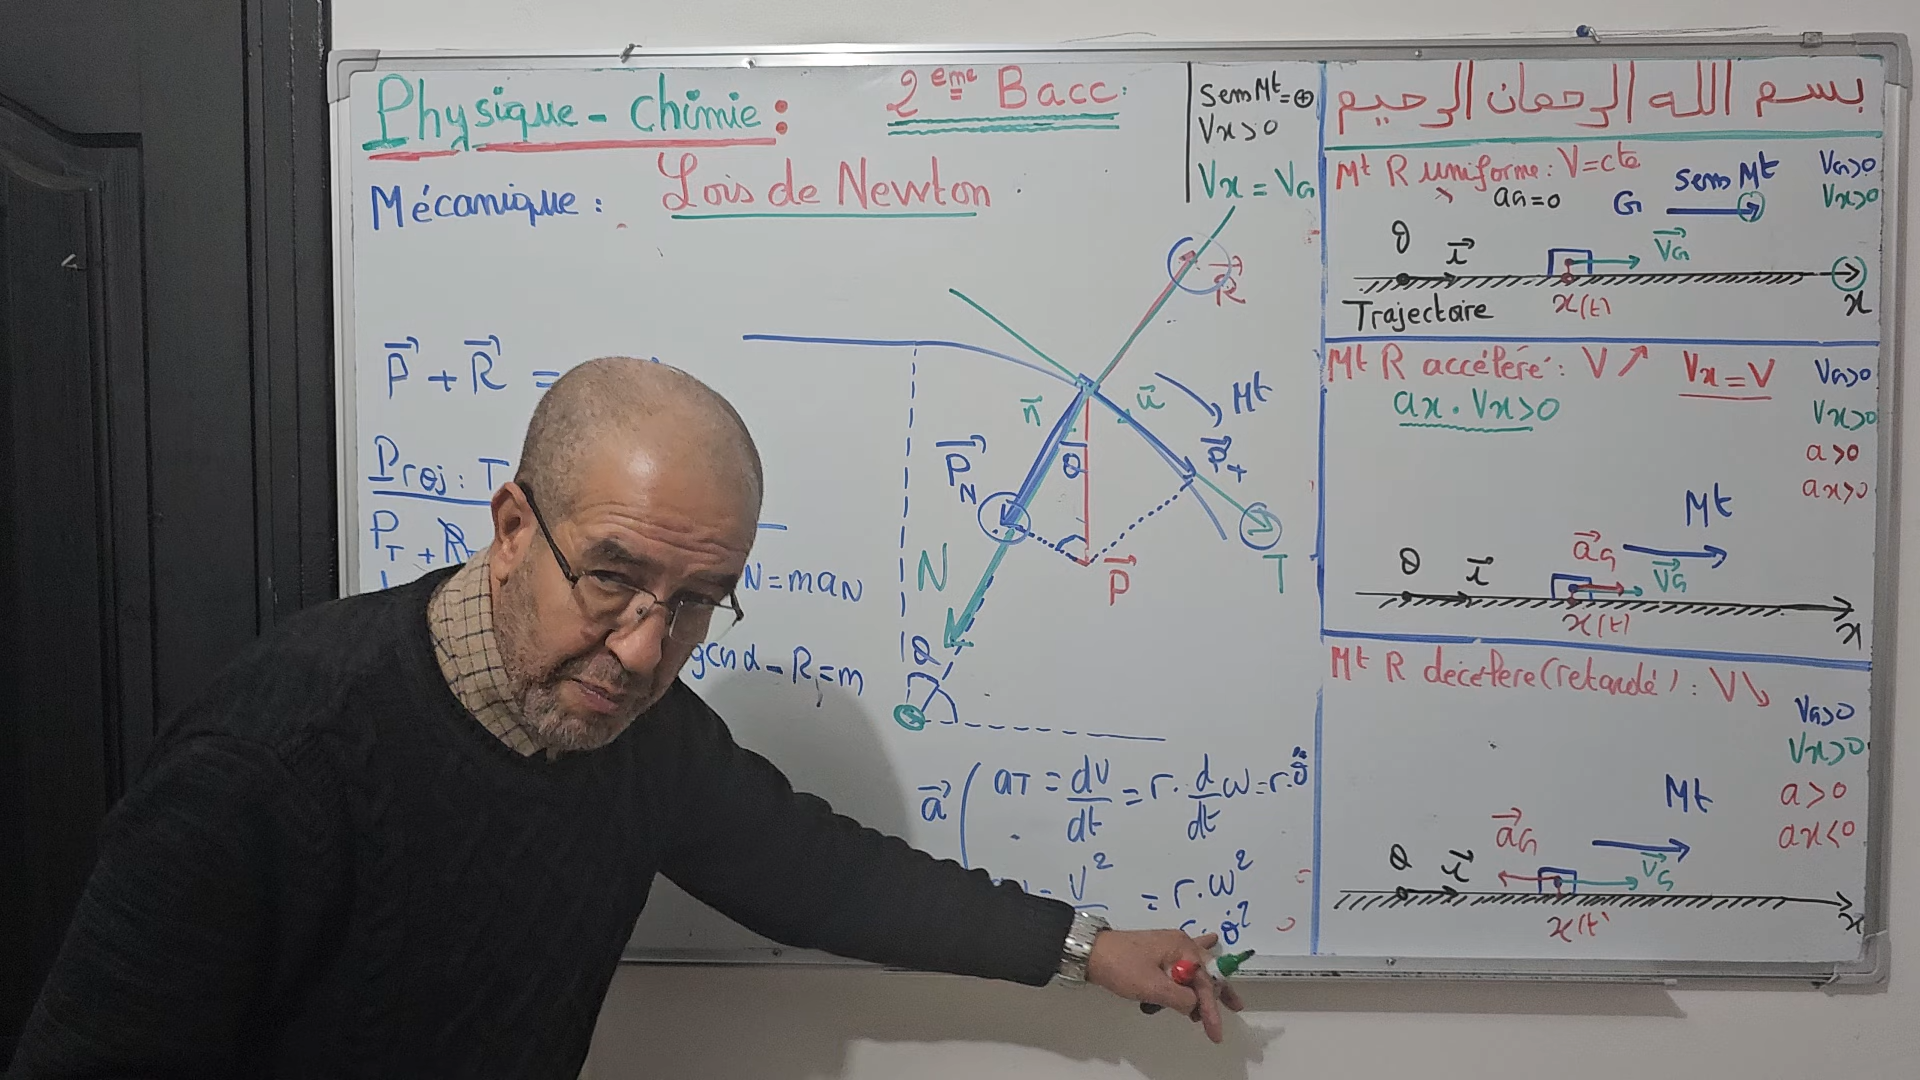 Physique - chimie :
2eme Bacc:
Mécanique :
Lois de Newton
sens Mt = ⊕
Vx > 0
Vx = VG
P + R =
Proj : T
PT + R
N = maN
- R = m
R
n
u
Mt
PN
θ
PT
N
P
T
θ
a
aT = dV/dt = r. d/dt ω = r.θ̈
V²
= r.ω²
θ̇²
بسم الله الرحمان الرحيم
Mt R uniforme : V = cte
aG = 0
G
sens Mt
VG > 0
Vx > 0
O
i
VG
x(t)
x
Trajectoire
Mt R accéléré : V ↗
Vx = V
VG > 0
ax . Vx > 0
Vx > 0
a > 0
ax > 0
Mt
aG
VG
O
i
x(t)
x
Mt R décéléré (retardé) : V ↘
VG > 0
Vx > 0
Mt
a > 0
aG
ax < 0
O
i
VG
x(t)
x